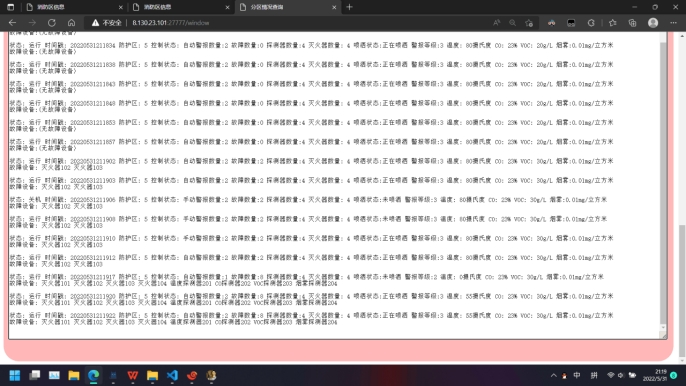 消防区信息
消防区信息
分区情况查询
不安全 | 8.130.23.101:27777/window
故障设备:(无故障设备)
状态: 运行 时间戳: 20220531211834 防护区: 5 控制状态: 自动警报数量:2 故障数量:0 探测器数量:4 灭火器数量: 4 喷洒状态:正在喷洒 警报等级:3 温度: 80摄氏度 CO: 23% VOC: 20g/L 烟雾:0.01mg/立方米
故障设备:(无故障设备)
状态: 运行 时间戳: 20220531211838 防护区: 5 控制状态: 自动警报数量:2 故障数量:0 探测器数量:4 灭火器数量: 4 喷洒状态:正在喷洒 警报等级:3 温度: 80摄氏度 CO: 23% VOC: 20g/L 烟雾:0.01mg/立方米
故障设备:(无故障设备)
状态: 运行 时间戳: 20220531211843 防护区: 5 控制状态: 自动警报数量:2 故障数量:0 探测器数量:4 灭火器数量: 4 喷洒状态:正在喷洒 警报等级:3 温度: 80摄氏度 CO: 23% VOC: 20g/L 烟雾:0.01mg/立方米
故障设备:(无故障设备)
状态: 运行 时间戳: 20220531211848 防护区: 5 控制状态: 自动警报数量:2 故障数量:0 探测器数量:4 灭火器数量: 4 喷洒状态:正在喷洒 警报等级:3 温度: 80摄氏度 CO: 23% VOC: 20g/L 烟雾:0.01mg/立方米
故障设备:(无故障设备)
状态: 运行 时间戳: 20220531211853 防护区: 5 控制状态: 自动警报数量:2 故障数量:0 探测器数量:4 灭火器数量: 4 喷洒状态:正在喷洒 警报等级:3 温度: 80摄氏度 CO: 23% VOC: 20g/L 烟雾:0.01mg/立方米
故障设备:(无故障设备)
状态: 运行 时间戳: 20220531211857 防护区: 5 控制状态: 自动警报数量:2 故障数量:0 探测器数量:4 灭火器数量: 4 喷洒状态:正在喷洒 警报等级:3 温度: 80摄氏度 CO: 23% VOC: 20g/L 烟雾:0.01mg/立方米
故障设备:(无故障设备)
状态: 运行 时间戳: 20220531211902 防护区: 5 控制状态: 自动警报数量:2 故障数量:2 探测器数量:4 灭火器数量: 4 喷洒状态:正在喷洒 警报等级:3 温度: 80摄氏度 CO: 23% VOC: 30g/L 烟雾:0.01mg/立方米
故障设备: 灭火器102 灭火器103
状态: 运行 时间戳: 20220531211903 防护区: 5 控制状态: 自动警报数量:2 故障数量:2 探测器数量:4 灭火器数量: 4 喷洒状态:正在喷洒 警报等级:3 温度: 80摄氏度 CO: 23% VOC: 30g/L 烟雾:0.01mg/立方米
故障设备: 灭火器102 灭火器103
状态: 关机 时间戳: 20220531211906 防护区: 5 控制状态: 手动警报数量:2 故障数量:2 探测器数量:4 灭火器数量: 4 喷洒状态:未喷洒 警报等级:3 温度: 80摄氏度 CO: 23% VOC: 30g/L 烟雾:0.01mg/立方米
故障设备: 灭火器102 灭火器103
状态: 运行 时间戳: 20220531211908 防护区: 5 控制状态: 手动警报数量:2 故障数量:2 探测器数量:4 灭火器数量: 4 喷洒状态:未喷洒 警报等级:3 温度: 80摄氏度 CO: 23% VOC: 30g/L 烟雾:0.01mg/立方米
故障设备: 灭火器102 灭火器103
状态: 运行 时间戳: 20220531211910 防护区: 5 控制状态: 手动警报数量:2 故障数量:2 探测器数量:4 灭火器数量: 4 喷洒状态:正在喷洒 警报等级:3 温度: 80摄氏度 CO: 23% VOC: 30g/L 烟雾:0.01mg/立方米
故障设备: 灭火器102 灭火器103
状态: 运行 时间戳: 20220531211912 防护区: 5 控制状态: 自动警报数量:2 故障数量:2 探测器数量:4 灭火器数量: 4 喷洒状态:正在喷洒 警报等级:3 温度: 80摄氏度 CO: 23% VOC: 30g/L 烟雾:0.01mg/立方米
故障设备: 灭火器102 灭火器103
状态: 运行 时间戳: 20220531211917 防护区: 5 控制状态: 自动警报数量:1 故障数量:8 探测器数量:4 灭火器数量: 4 喷洒状态:未喷洒 警报等级:2 温度: 0摄氏度 CO: 23% VOC: 30g/L 烟雾:0.01mg/立方米
故障设备: 灭火器101 灭火器102 灭火器103 灭火器104 温度探测器201 CO探测器202 VOC探测器203 烟雾探测器204
状态: 运行 时间戳: 20220531211920 防护区: 5 控制状态: 自动警报数量:2 故障数量:8 探测器数量:4 灭火器数量: 4 喷洒状态:正在喷洒 警报等级:3 温度: 55摄氏度 CO: 23% VOC: 30g/L 烟雾:0.01mg/立方米
故障设备: 灭火器101 灭火器102 灭火器103 灭火器104 温度探测器201 CO探测器202 VOC探测器203 烟雾探测器204
状态: 运行 时间戳: 20220531211922 防护区: 5 控制状态: 自动警报数量:2 故障数量:8 探测器数量:4 灭火器数量: 4 喷洒状态:正在喷洒 警报等级:3 温度: 55摄氏度 CO: 23% VOC: 30g/L 烟雾:0.01mg/立方米
故障设备: 灭火器101 灭火器102 灭火器103 灭火器104 温度探测器201 CO探测器202 VOC探测器203 烟雾探测器204
中 拼 21:19
2022/5/31